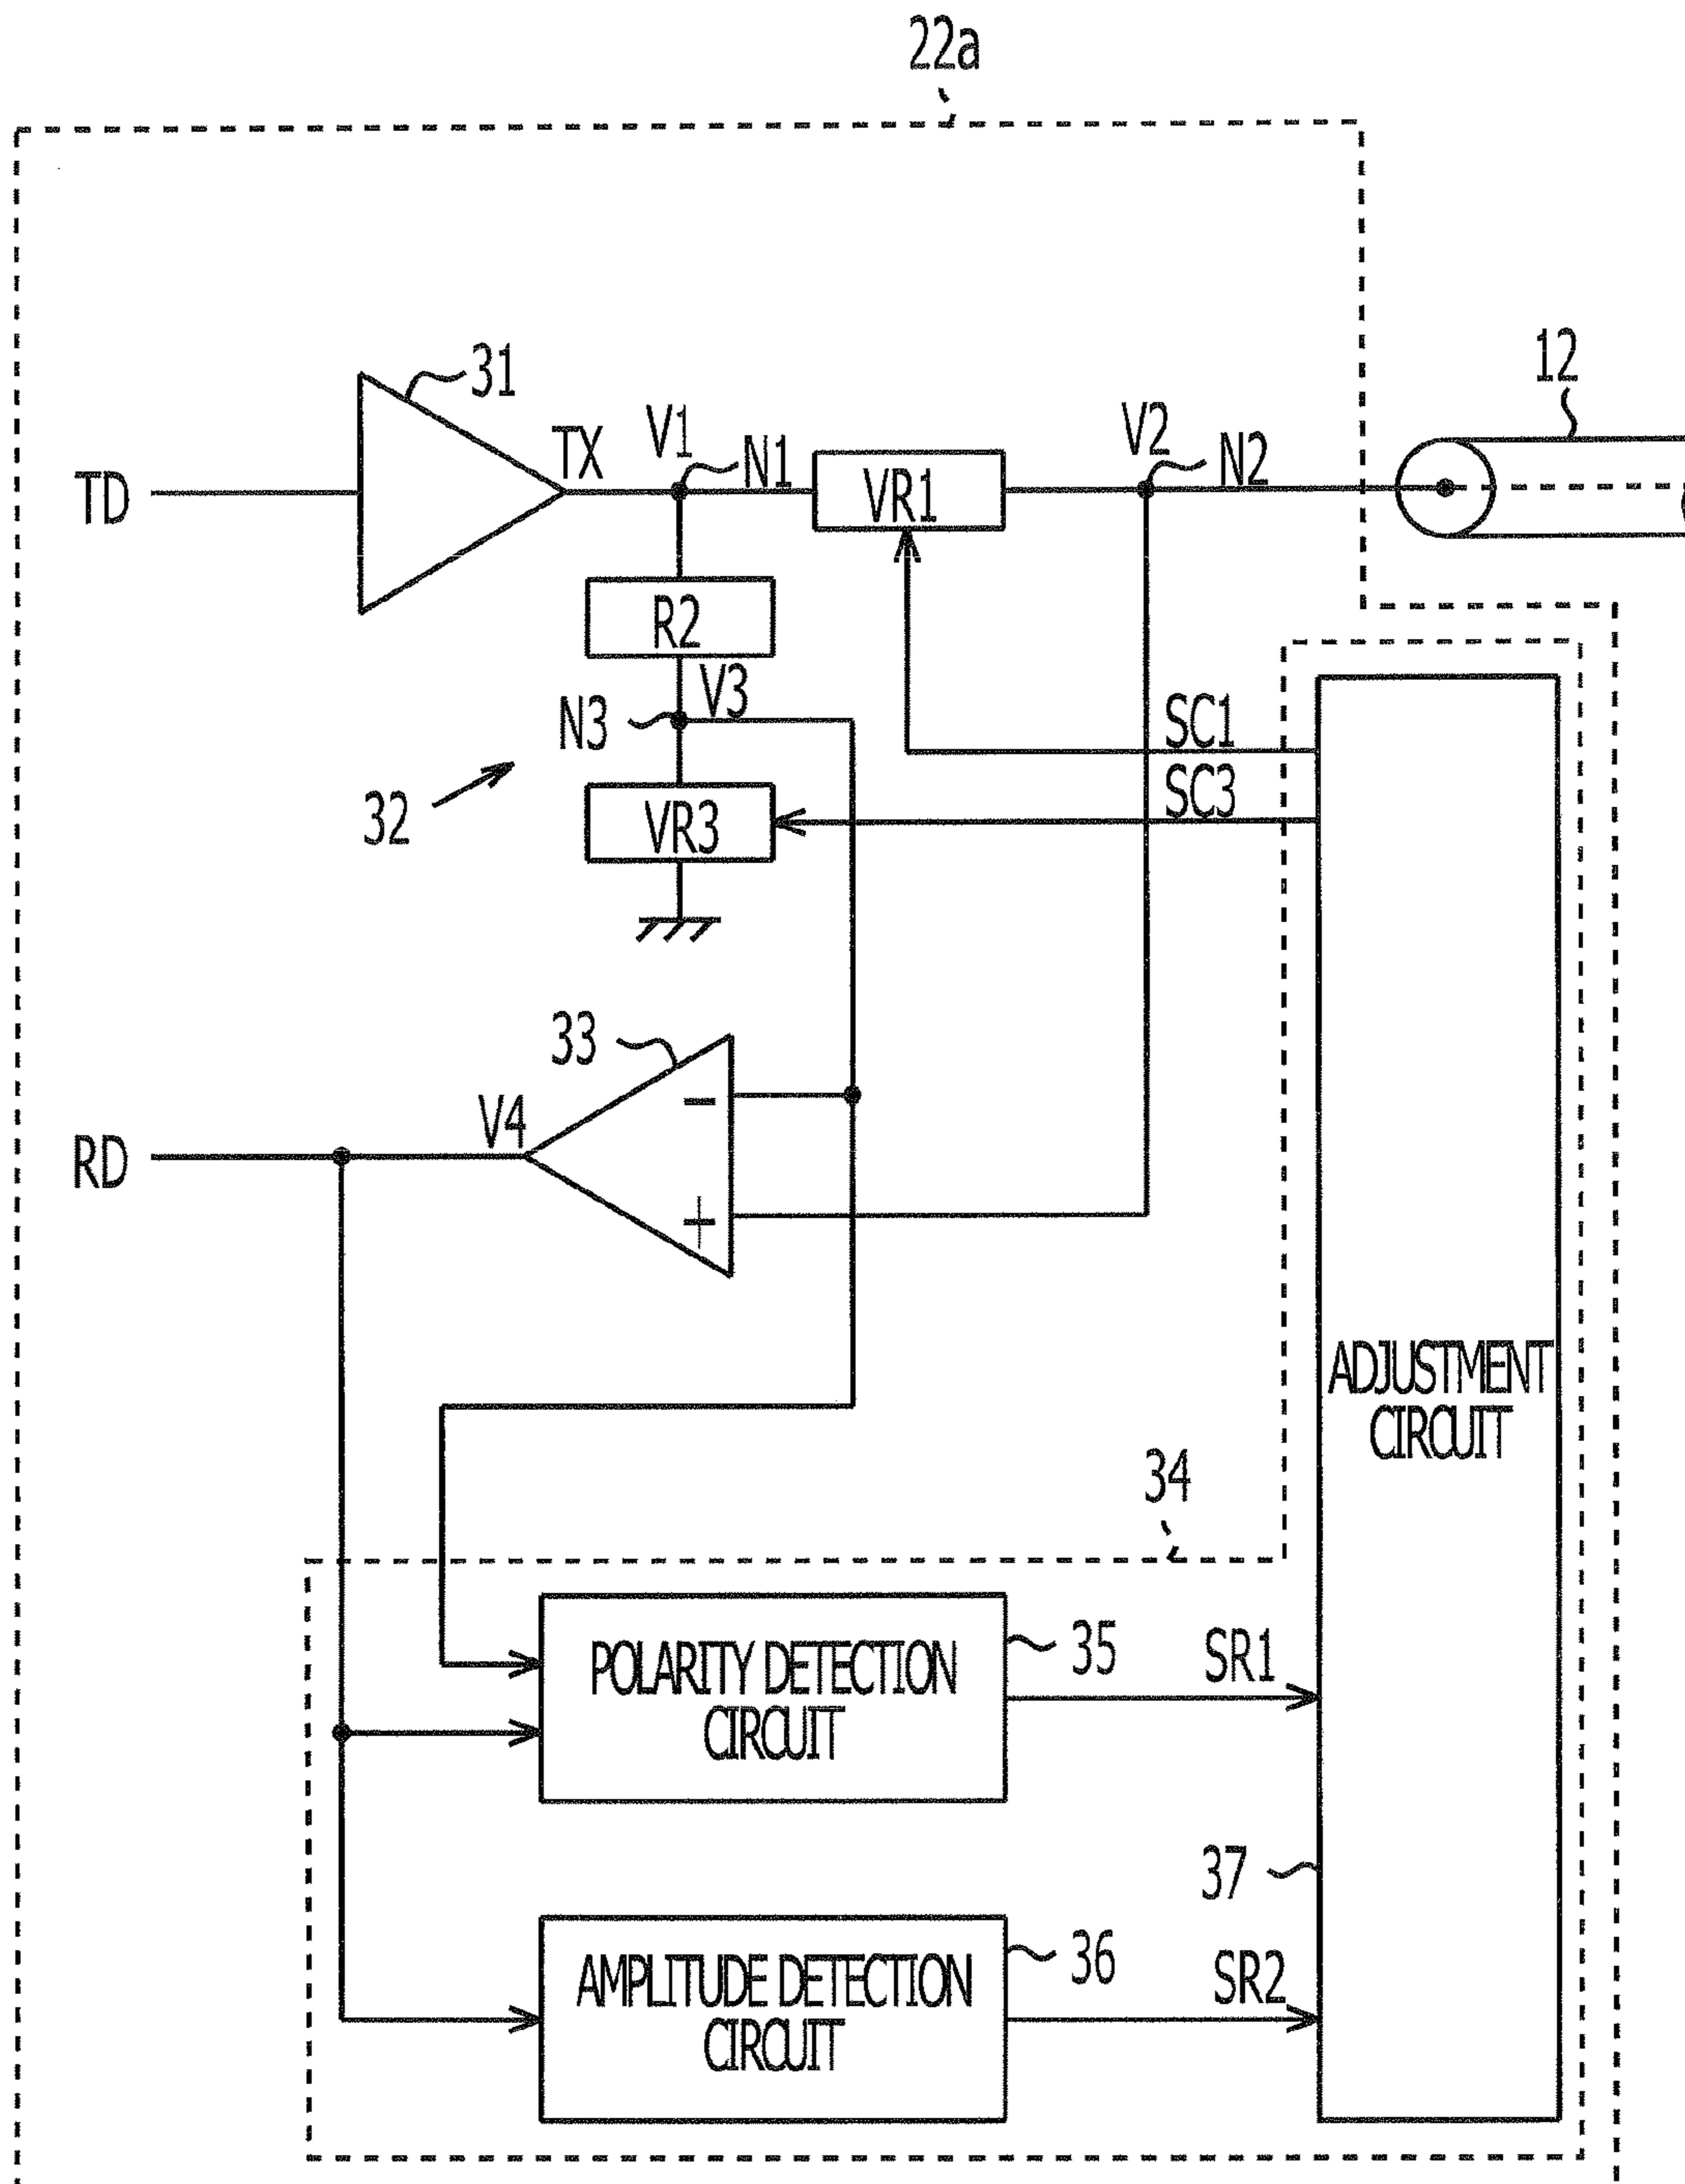 22a
12
31
TX
V1
N1
V2
N2
TD
VR1
R2
V3
N3
SC1
SC3
32
VR3
33
-
V4
RD
+
ADJUSTMENT
CIRCUIT
34
35
SR1
POLARITY DETECTION
CIRCUIT
37
36
SR2
AMPLITUDE DETECTION
CIRCUIT